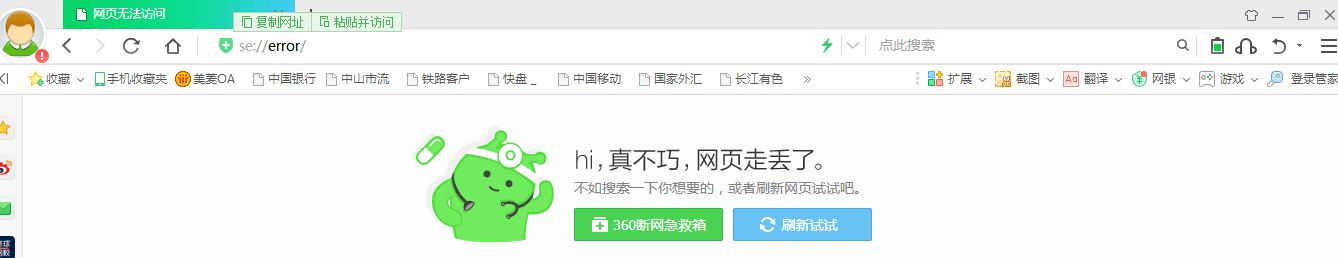 网页无法访问
复制网址 粘贴并访问
se://error/ 点此搜索
收藏 手机收藏夹 美菱OA 中国银行 中山市流 铁路客户 快盘 _ 中国移动 国家外汇 长江有色 » 扩展 截图 Aa 翻译 网银 游戏 登录管家
hi，真不巧，网页走丢了。
不如搜索一下你想要的，或者刷新网页试试吧。
360断网急救箱 刷新试试